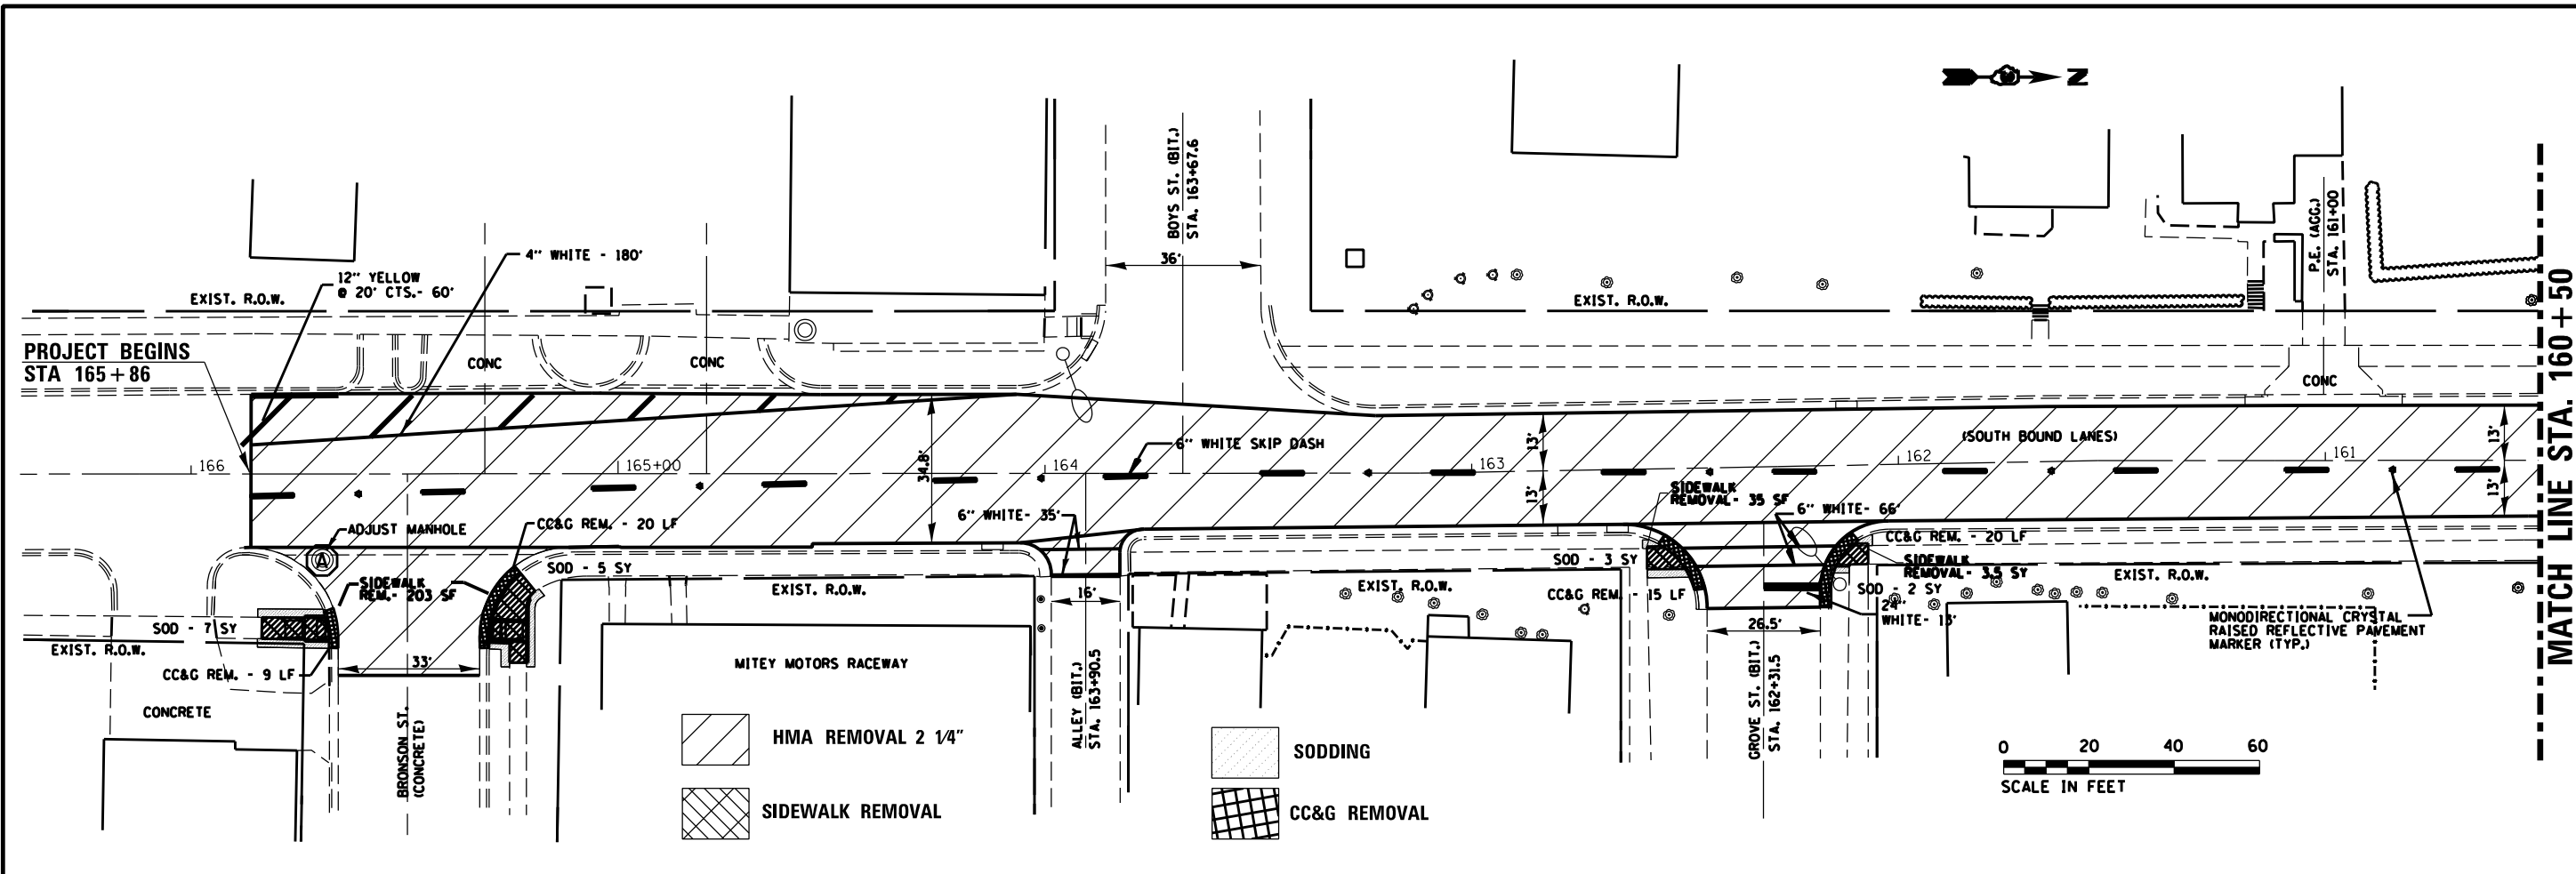 N
BOYS ST. (BIT.)
STA. 163+67.6
36'
P.E. (AGG.)
STA. 161+00
4" WHITE - 180'
12" YELLOW
@ 20' CTS.- 60'
EXIST. R.O.W.
EXIST. R.O.W.
PROJECT BEGINS
STA 165+86
CONC
CONC
CONC
MATCH LINE STA. 160+50
166
165+00
164
163
162
161
34.8'
6" WHITE SKIP DASH
13'
13'
(SOUTH BOUND LANES)
13'
13'
ADJUST MANHOLE
A
CC&G REM. - 20 LF
6" WHITE- 35'
SIDEWALK
REMOVAL- 35 SF
6" WHITE- 66'
CC&G REM. - 20 LF
SOD - 5 SY
SOD - 3 SY
SIDEWALK
REMOVAL- 3.5 SY
SIDEWALK
REM.- 203 SF
EXIST. R.O.W.
16'
EXIST. R.O.W.
CC&G REM. - 15 LF
SOD - 2 SY
24"
WHITE- 13'
EXIST. R.O.W.
SOD - 7 SY
EXIST. R.O.W.
33'
26.5'
CC&G REM. - 9 LF
MONODIRECTIONAL CRYSTAL
RAISED REFLECTIVE PAVEMENT
MARKER (TYP.)
MITEY MOTORS RACEWAY
CONCRETE
BRONSON ST.
(CONCRETE)
ALLEY (BIT.)
STA. 163+90.5
GROVE ST. (BIT.)
STA. 162+31.5
HMA REMOVAL 2 1/4"
SIDEWALK REMOVAL
SODDING
CC&G REMOVAL
0 20 40 60
SCALE IN FEET